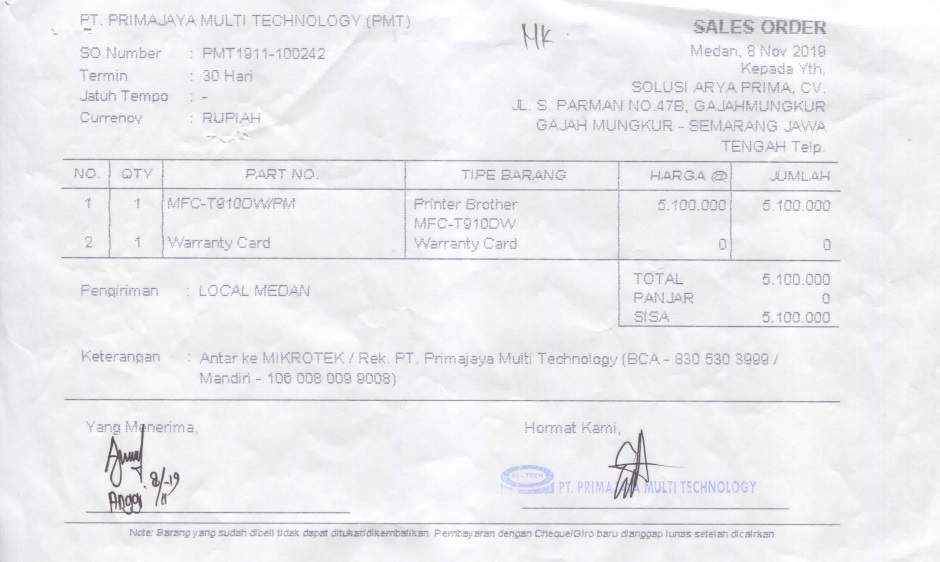 PT. PRIMAJAYA MULTI TECHNOLOGY (PMT)
MK
SALES ORDER
SO Number : PMT1911-100242
Termin : 30 Hari
Jatuh Tempo : -
Currency : RUPIAH
Medan, 8 Nov 2019
Kepada Yth,
SOLUSI ARYA PRIMA, CV.
JL. S. PARMAN NO.47B, GAJAHMUNGKUR
GAJAH MUNGKUR - SEMARANG JAWA
TENGAH Telp.
NO. QTY PART NO. TIPE BARANG HARGA @ JUMLAH
1 1 MFC-T910DW/PM Printer Brother 5.100.000 5.100.000
MFC-T910DW
2 1 Warranty Card Warranty Card 0 0
Pengiriman : LOCAL MEDAN
TOTAL 5.100.000
PANJAR 0
SISA 5.100.000
Keterangan : Antar ke MIKROTEK / Rek. PT. Primajaya Multi Technology (BCA - 830 530 3999 /
Mandiri - 106 008 009 9008)
Yang Menerima,
Hormat Kami,
Anggi 8/11-19
PT. PRIMAJAYA MULTI TECHNOLOGY
Note: Barang yang sudah dibeli tidak dapat ditukar/dikembalikan. Pembayaran dengan Cheque/Giro baru dianggap lunas setelah dicairkan